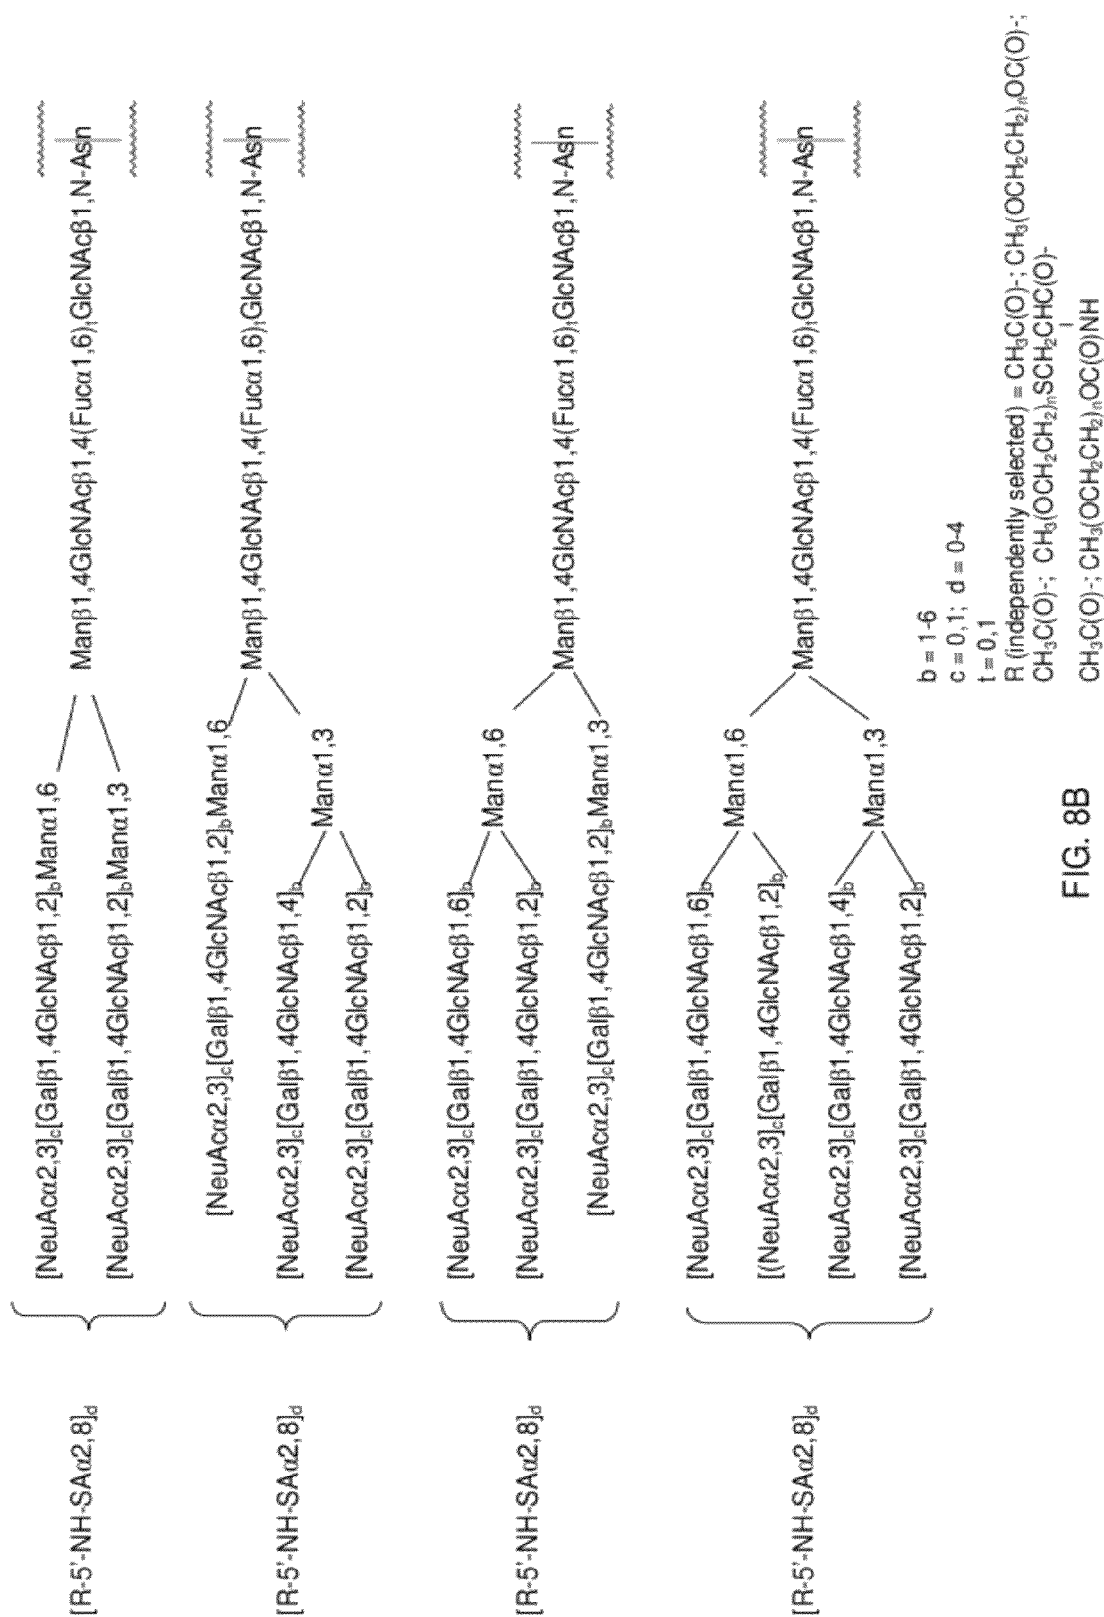 [R-5'-NH-SAα2,8]d
[NeuAcα2,3]c[Galβ1,4GlcNAcβ1,2]bManα1,6
[NeuAcα2,3]c[Galβ1,4GlcNAcβ1,2]bManα1,3
Manβ1,4GlcNAcβ1,4(Fucα1,6)tGlcNAcβ1,N-Asn
[R-5'-NH-SAα2,8]d
[NeuAcα2,3]c[Galβ1,4GlcNAcβ1,2]bManα1,6
[NeuAcα2,3]c[Galβ1,4GlcNAcβ1,4]b
[NeuAcα2,3]c[Galβ1,4GlcNAcβ1,2]b
Manα1,3
Manβ1,4GlcNAcβ1,4(Fucα1,6)tGlcNAcβ1,N-Asn
[R-5'-NH-SAα2,8]d
[NeuAcα2,3]c[Galβ1,4GlcNAcβ1,6]b
[NeuAcα2,3]c[Galβ1,4GlcNAcβ1,2]b
Manα1,6
[NeuAcα2,3]c[Galβ1,4GlcNAcβ1,2]bManα1,3
Manβ1,4GlcNAcβ1,4(Fucα1,6)tGlcNAcβ1,N-Asn
[R-5'-NH-SAα2,8]d
[NeuAcα2,3]c[Galβ1,4GlcNAcβ1,6]b
[(NeuAcα2,3]c[Galβ1,4GlcNAcβ1,2]b
Manα1,6
[NeuAcα2,3]c[Galβ1,4GlcNAcβ1,4]b
[NeuAcα2,3]c[Galβ1,4GlcNAcβ1,2]b
Manα1,3
Manβ1,4GlcNAcβ1,4(Fucα1,6)tGlcNAcβ1,N-Asn
b = 1-6
c = 0,1; d = 0-4
t = 0,1
R (independently selected) = CH3C(O)-; CH3(OCH2CH2)nOC(O)-;
CH3C(O)-; CH3(OCH2CH2)nSCH2CHC(O)-
CH3C(O)-; CH3(OCH2CH2)nOC(O)NH
FIG. 8B